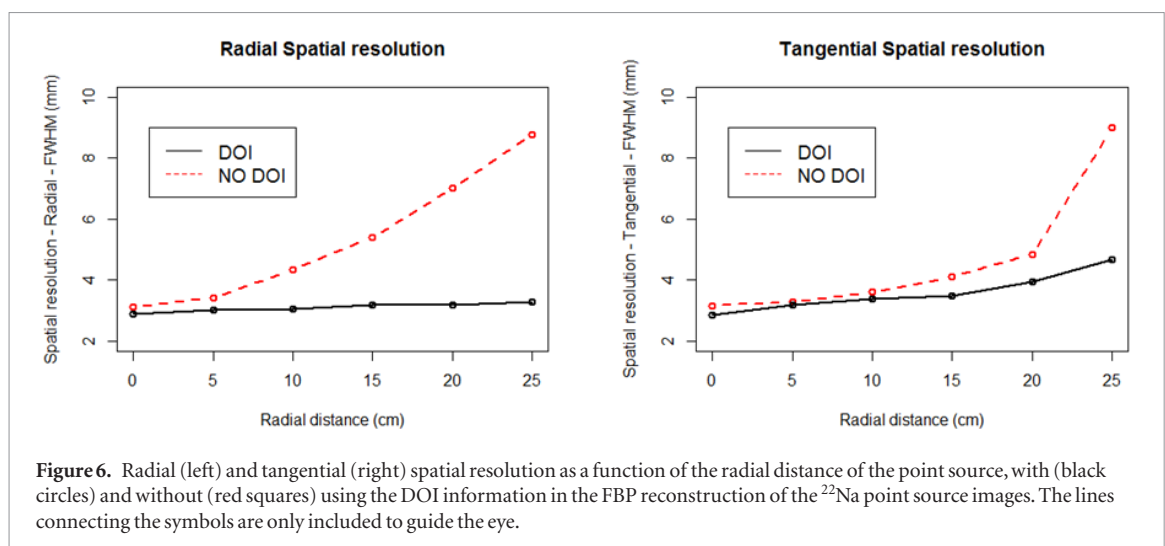 Radial Spatial resolution
Spatial resolution - Radial - FWHM (mm)
10
8
6
4
2
DOI
NO DOI
0 5 10 15 20 25
Radial distance (cm)
Tangential Spatial resolution
Spatial resolution - Tangential - FWHM (mm)
10
8
6
4
2
DOI
NO DOI
0 5 10 15 20 25
Radial distance (cm)
Figure 6. Radial (left) and tangential (right) spatial resolution as a function of the radial distance of the point source, with (black
circles) and without (red squares) using the DOI information in the FBP reconstruction of the ²²Na point source images. The lines
connecting the symbols are only included to guide the eye.